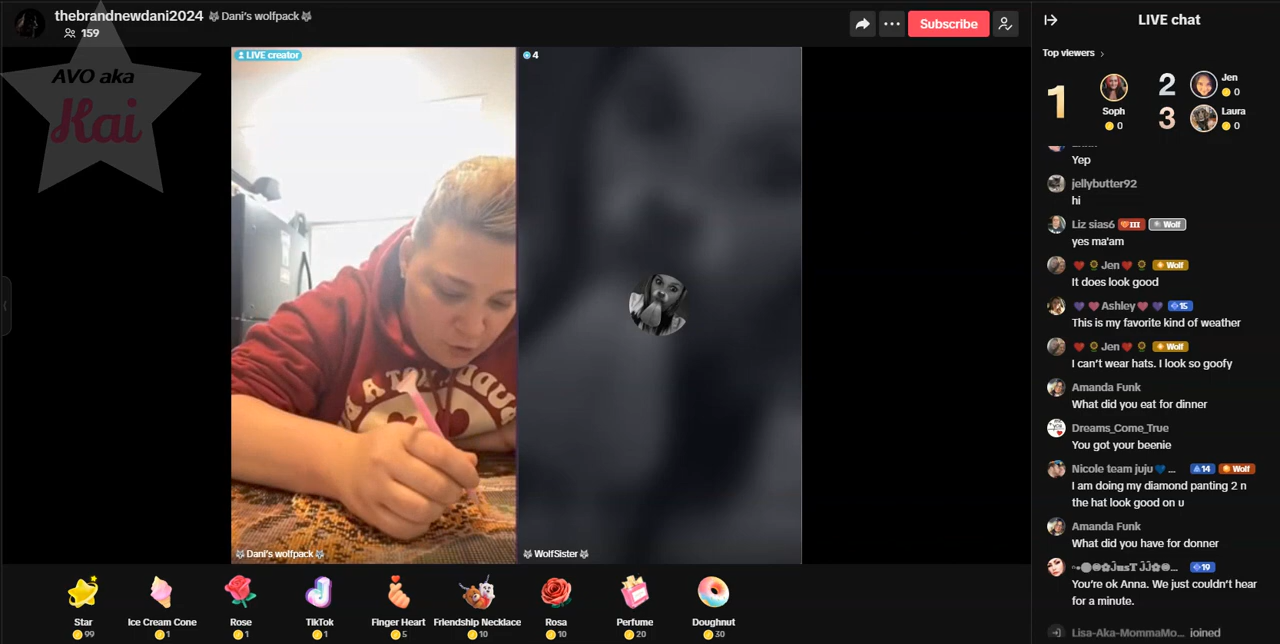 thebrandnewdani2024 🐺Dani's wolfpack🐺
159
Subscribe
AVO aka
Kai
LIVE creator
4
🐺Dani's wolfpack🐺
🐺WolfSister🐺
Star
99
Ice Cream Cone
1
Rose
1
TikTok
1
Finger Heart
5
Friendship Necklace
10
Rosa
10
Perfume
20
Doughnut
30
LIVE chat
Top viewers
1
Soph
0
2
Jen
0
3
Laura
0
Yep
jellybutter92
hi
Liz sias6 III Wolf
yes ma'am
❤️🌻Jen❤️🌻 Wolf
It does look good
💜💗Ashley💗💜 15
This is my favorite kind of weather
❤️🌻Jen❤️🌻 Wolf
I can't wear hats. I look so goofy
Amanda Funk
What did you eat for dinner
Dreams_Come_True
You got your beenie
Nicole team juju💙... 14 Wolf
I am doing my diamond panting 2 n
the hat look good on u
Amanda Funk
What did you have for donner
19
You're ok Anna. We just couldn't hear
for a minute.
Lisa-Aka-MommaMo... joined